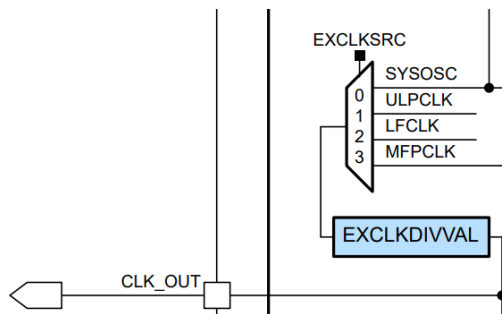 EXCLKSRC
SYSOSC
0
ULPCLK
1
LFCLK
2
MFPCLK
3
EXCLKDIVVAL
CLK_OUT